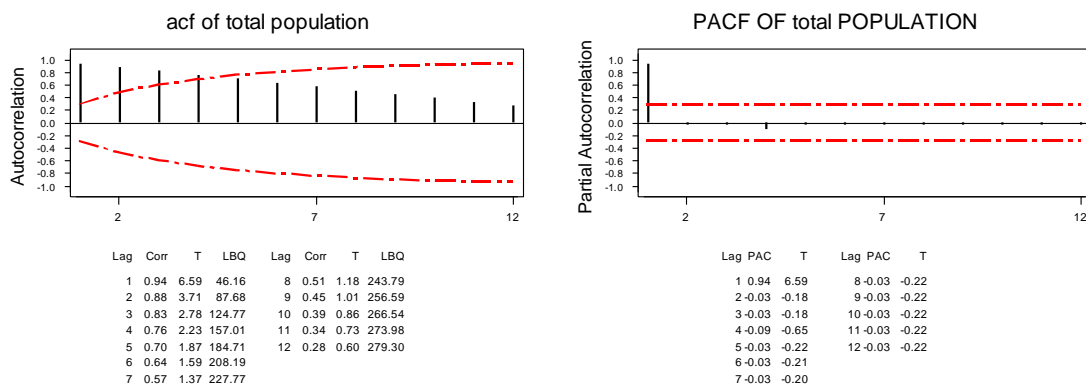 acf of total population
Autocorrelation
1.0
0.8
0.6
0.4
0.2
0.0
-0.2
-0.4
-0.6
-0.8
-1.0
2 7 12
Lag Corr T LBQ Lag Corr T LBQ
1 0.94 6.59 46.16 8 0.51 1.18 243.79
2 0.88 3.71 87.68 9 0.45 1.01 256.59
3 0.83 2.78 124.77 10 0.39 0.86 266.54
4 0.76 2.23 157.01 11 0.34 0.73 273.98
5 0.70 1.87 184.71 12 0.28 0.60 279.30
6 0.64 1.59 208.19
7 0.57 1.37 227.77
PACF OF total POPULATION
Partial Autocorrelation
1.0
0.8
0.6
0.4
0.2
0.0
-0.2
-0.4
-0.6
-0.8
-1.0
2 7 12
Lag PAC T Lag PAC T
1 0.94 6.59 8 -0.03 -0.22
2 -0.03 -0.18 9 -0.03 -0.22
3 -0.03 -0.18 10 -0.03 -0.22
4 -0.09 -0.65 11 -0.03 -0.22
5 -0.03 -0.22 12 -0.03 -0.22
6 -0.03 -0.21
7 -0.03 -0.20